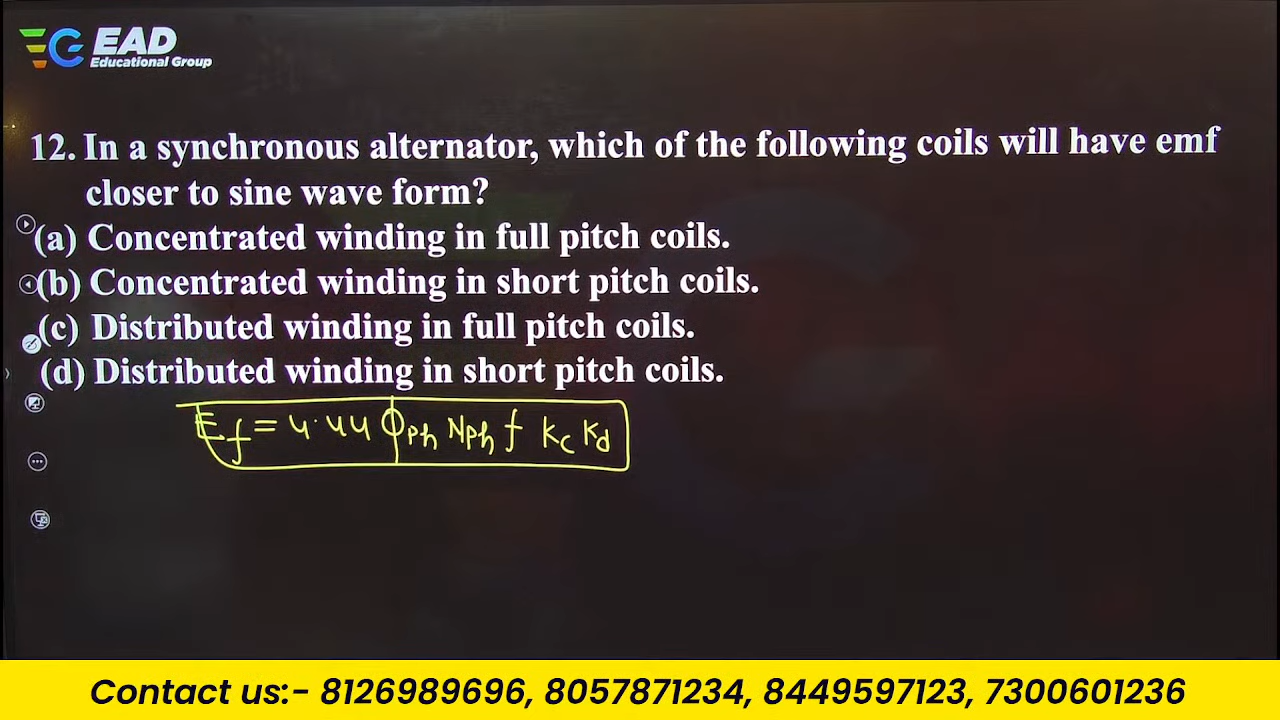 EAD
Educational Group
12. In a synchronous alternator, which of the following coils will have emf
closer to sine wave form?
(a) Concentrated winding in full pitch coils.
(b) Concentrated winding in short pitch coils.
(c) Distributed winding in full pitch coils.
(d) Distributed winding in short pitch coils.
Ef = 4.44 ϕph Nph f Kc Kd
Contact us:- 8126989696, 8057871234, 8449597123, 7300601236